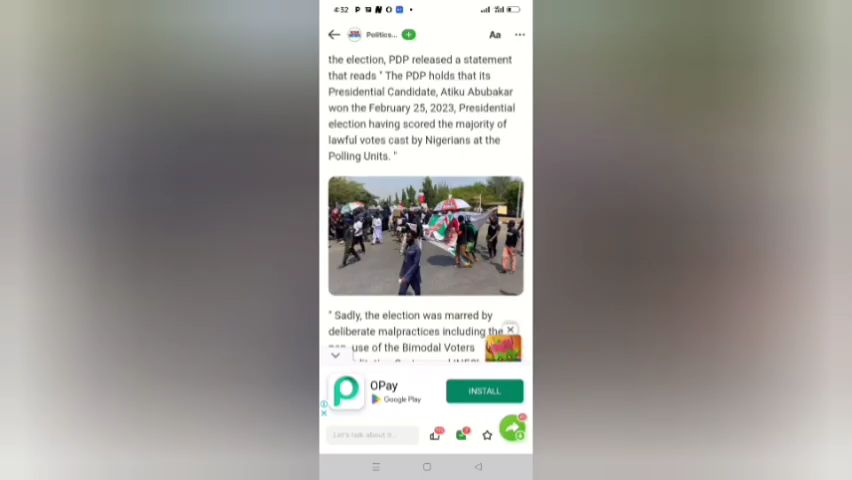 4:32
Politics...
Aa
the election, PDP released a statement
that reads " The PDP holds that its
Presidential Candidate, Atiku Abubakar
won the February 25, 2023, Presidential
election having scored the majority of
lawful votes cast by Nigerians at the
Polling Units. "
" Sadly, the election was marred by
deliberate malpractices including the
use of the Bimodal Voters
OPay
Google Play
INSTALL
Let's talk about it...